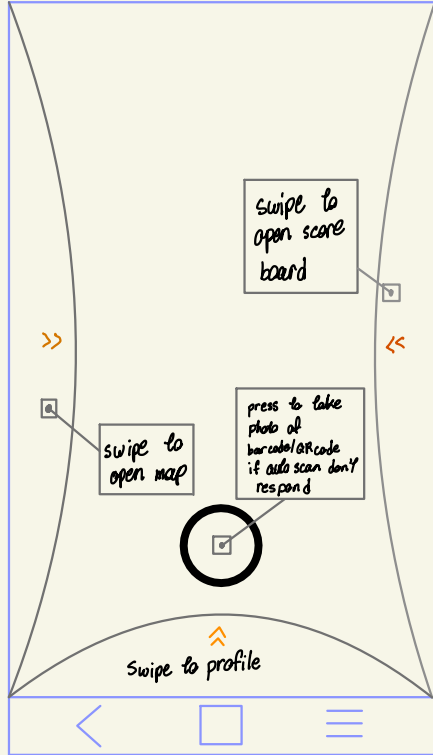 swipe to
open score
board
press to take
photo of
barcode/QRcode
if auto scan don't
respond
swipe to
open map
Swipe to profile